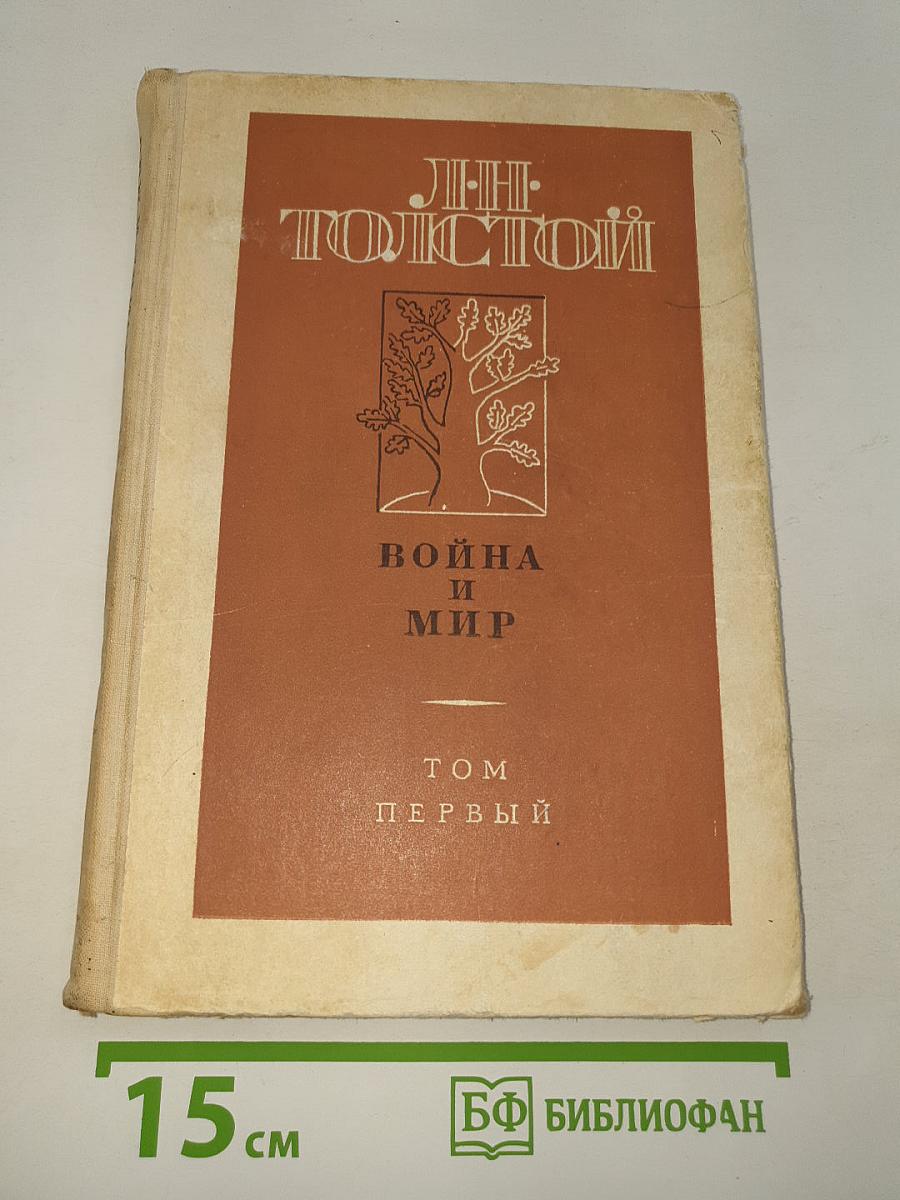 Л·Н·
ТОЛСТОЙ
ВОЙНА
И
МИР
ТОМ
ПЕРВЫЙ
15 см
БФ БИБЛИОФАН